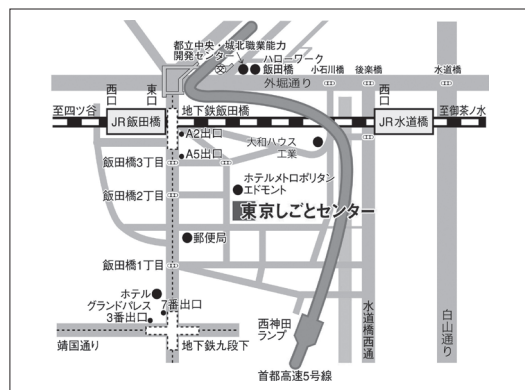 都立中央・城北職業能力
開発センター
ハローワーク
飯田橋
小石川橋
後楽橋
水道橋
外堀通り
西口
東口
西口
至四ツ谷
地下鉄飯田橋
至御茶ノ水
JR飯田橋
JR水道橋
A2出口
大和ハウス
工業
A5出口
飯田橋3丁目
ホテルメトロポリタン
エドモント
飯田橋2丁目
東京しごとセンター
郵便局
飯田橋1丁目
ホテル
グランドパレス
7番出口
3番出口
西神田
ランプ
水道橋西通
白山通り
靖国通り
地下鉄九段下
首都高速5号線